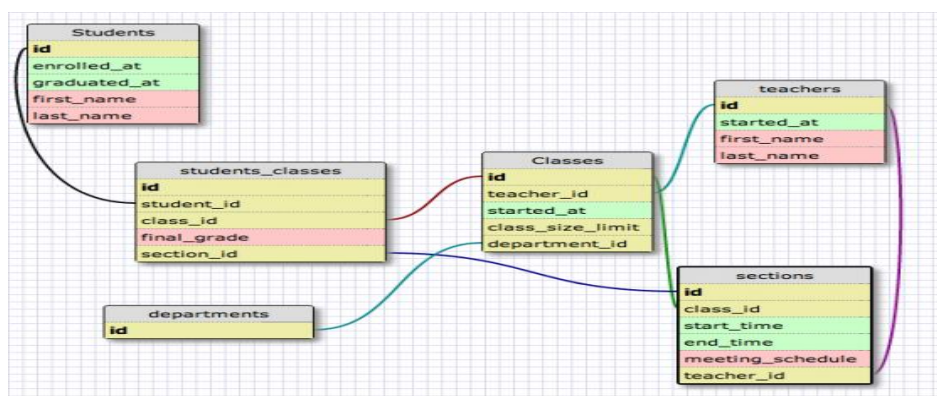 Students
id
enrolled_at
graduated_at
first_name
last_name
students_classes
id
student_id
class_id
final_grade
section_id
departments
id
Classes
id
teacher_id
started_at
class_size_limit
department_id
teachers
id
started_at
first_name
last_name
sections
id
class_id
start_time
end_time
meeting_schedule
teacher_id